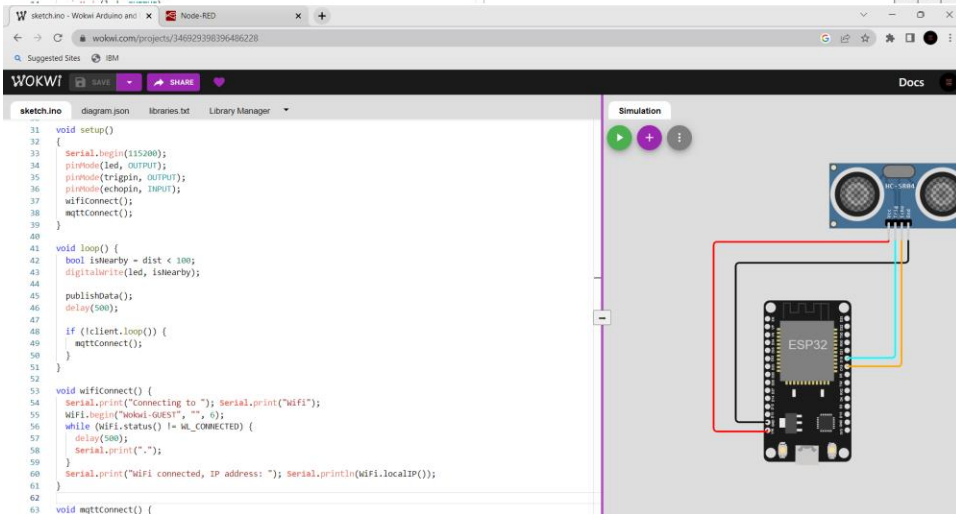 sketch.ino - Wokwi Arduino and
Node-RED
wokwi.com/projects/346929398396486228
Suggested Sites
IBM
WOKWI
SAVE
SHARE
Docs
sketch.ino diagram.json libraries.txt Library Manager
Simulation
31 void setup()
32 {
33 Serial.begin(115200);
34 pinMode(led, OUTPUT);
35 pinMode(trigpin, OUTPUT);
36 pinMode(echopin, INPUT);
37 wifiConnect();
38 mqttConnect();
39 }
40
41 void loop() {
42 bool isNearby = dist < 100;
43 digitalWrite(led, isNearby);
44
45 publishData();
46 delay(500);
47
48 if (!client.loop()) {
49 mqttConnect();
50 }
51 }
52
53 void wifiConnect() {
54 Serial.print("Connecting to "); Serial.print("Wifi");
55 WiFi.begin("Wokwi-GUEST", "", 6);
56 while (WiFi.status() != WL_CONNECTED) {
57 delay(500);
58 Serial.print(".");
59 }
60 Serial.print("WiFi connected, IP address: "); Serial.println(WiFi.localIP());
61 }
62
63 void mqttConnect() {
HC-SR04
ESP32